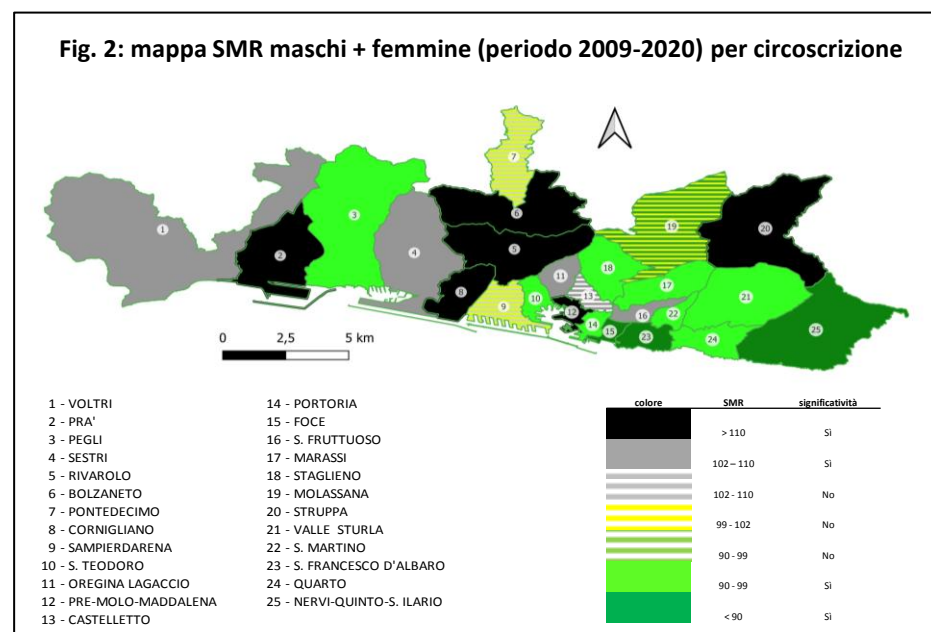 Fig. 2: mappa SMR maschi + femmine (periodo 2009-2020) per circoscrizione
7
19
20
6
3
1
5
18
2
4
11
17
21
8
13
10
9
12
16
22
14
15
23
24
25
0 2,5 5 km
1 - VOLTRI
2 - PRA'
3 - PEGLI
4 - SESTRI
5 - RIVAROLO
6 - BOLZANETO
7 - PONTEDECIMO
8 - CORNIGLIANO
9 - SAMPIERDARENA
10 - S. TEODORO
11 - OREGINA LAGACCIO
12 - PRE-MOLO-MADDALENA
13 - CASTELLETTO
14 - PORTORIA
15 - FOCE
16 - S. FRUTTUOSO
17 - MARASSI
18 - STAGLIENO
19 - MOLASSANA
20 - STRUPPA
21 - VALLE STURLA
22 - S. MARTINO
23 - S. FRANCESCO D'ALBARO
24 - QUARTO
25 - NERVI-QUINTO-S. ILARIO
colore SMR significatività
> 110 Sì
102 – 110 Sì
102 - 110 No
99 - 102 No
90 - 99 No
90 - 99 Sì
< 90 Sì